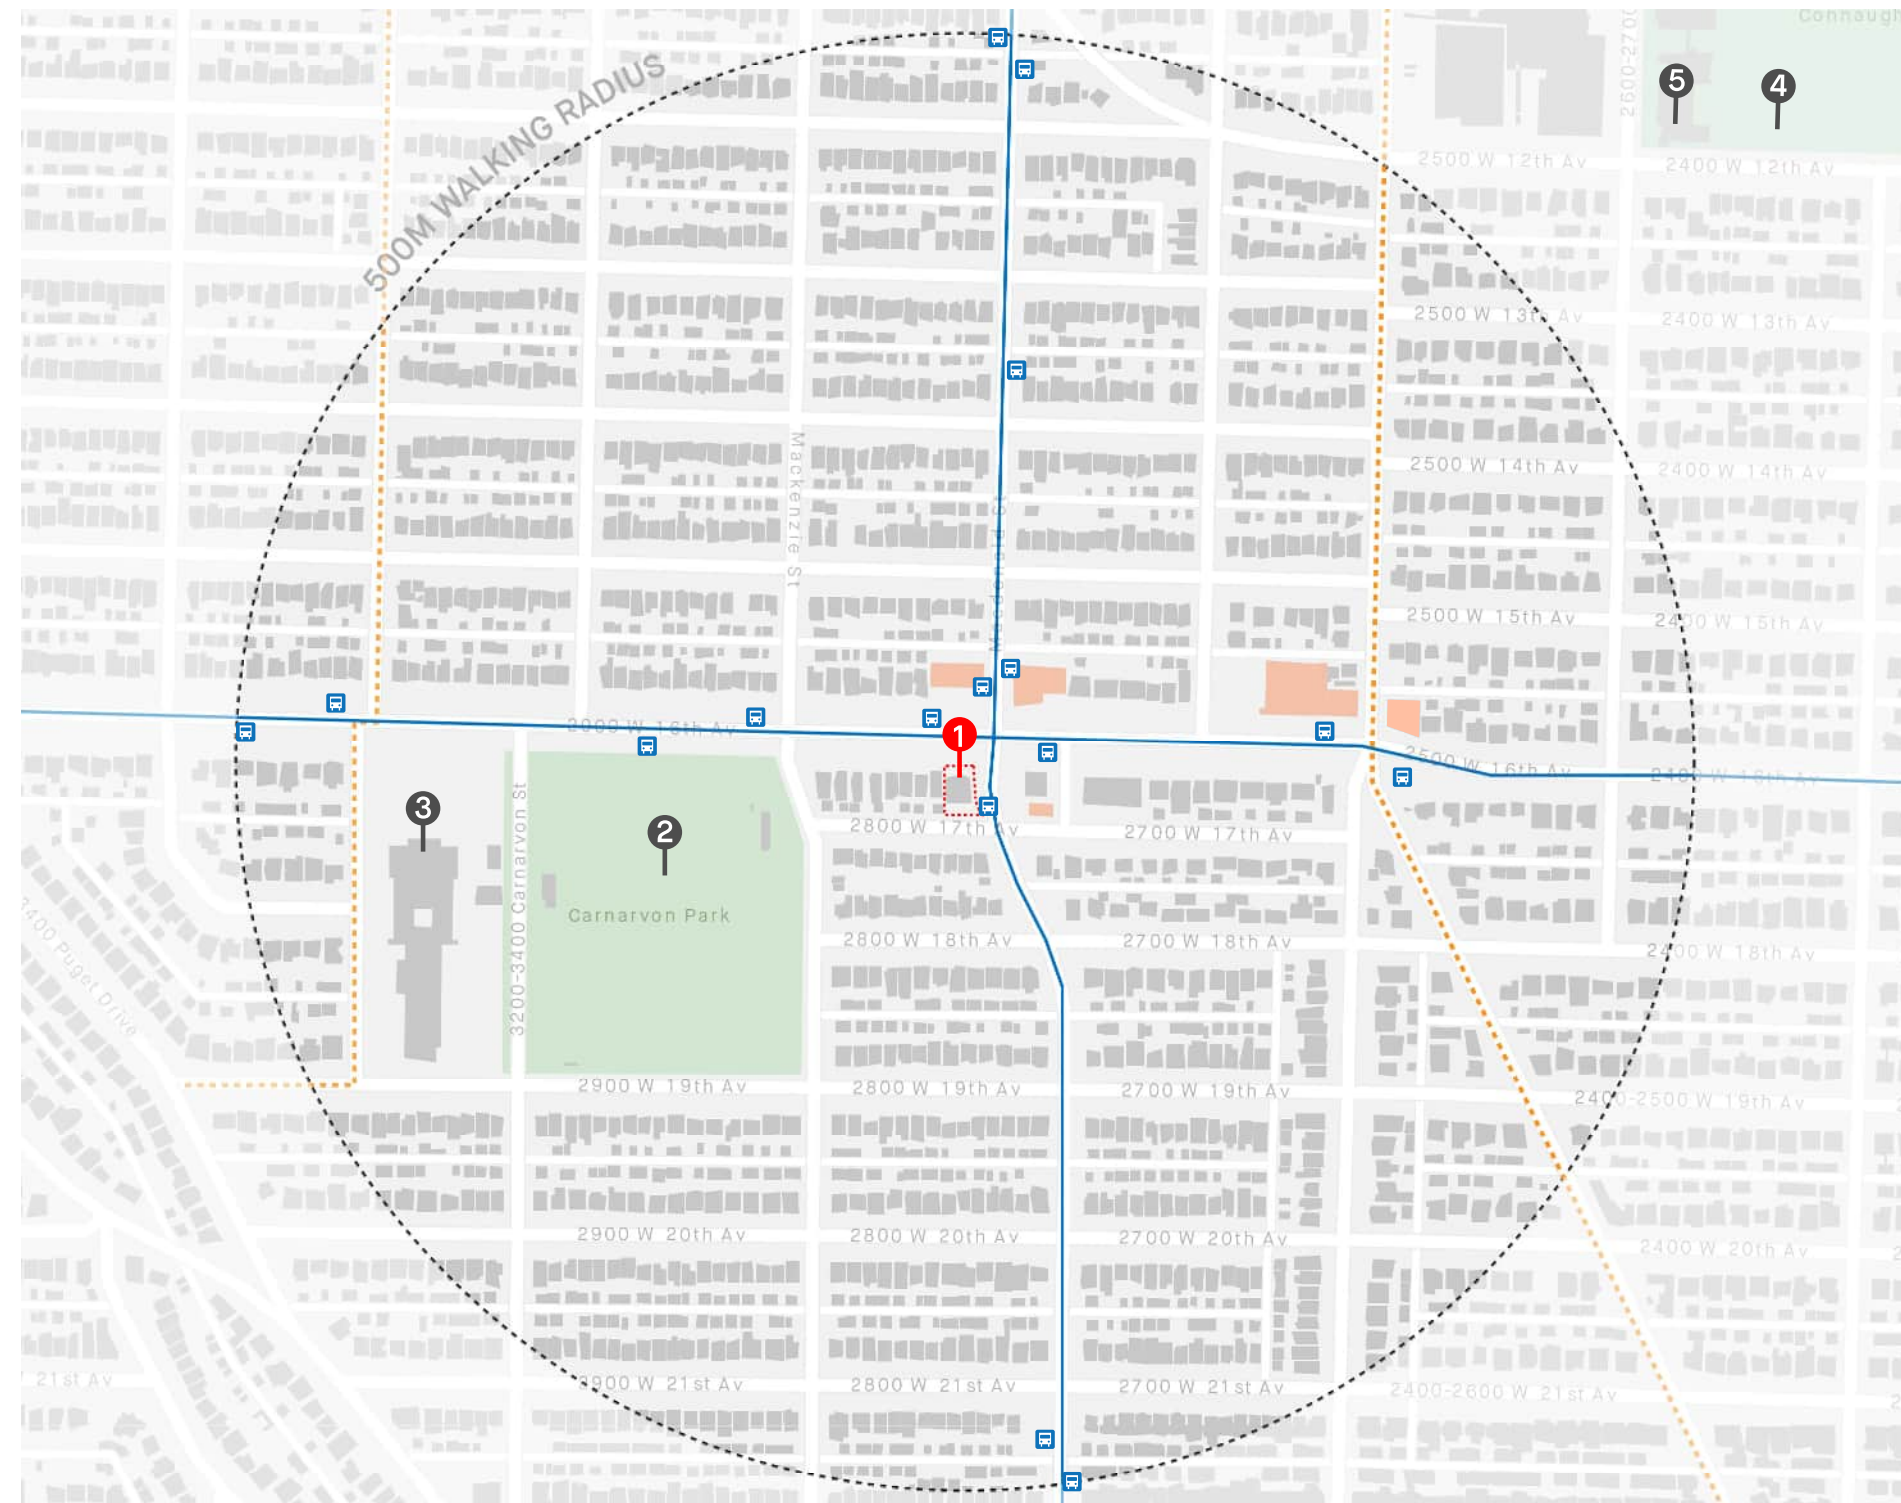 Connaugh
500M WALKING RADIUS
2600-2700
5
4
2500 W 12th Av
2400 W 12th Av
2500 W 13th Av
2400 W 13th Av
Mackenzie St
2500 W 14th Av
2400 W 14th Av
2500 W 15th Av
2400 W 15th Av
2900 W 16th Av
1
2500 W 16th Av
2400 W 16th Av
3
2
2800 W 17th Av
2700 W 17th Av
3200-3400 Carnarvon St
Carnarvon Park
3400 Puget Drive
2800 W 18th Av
2700 W 18th Av
2400 W 18th Av
2900 W 19th Av
2800 W 19th Av
2700 W 19th Av
2400-2500 W 19th Av
2900 W 20th Av
2800 W 20th Av
2700 W 20th Av
2400 W 20th Av
21st Av
2900 W 21st Av
2800 W 21st Av
2700 W 21st Av
2400-2600 W 21st Av